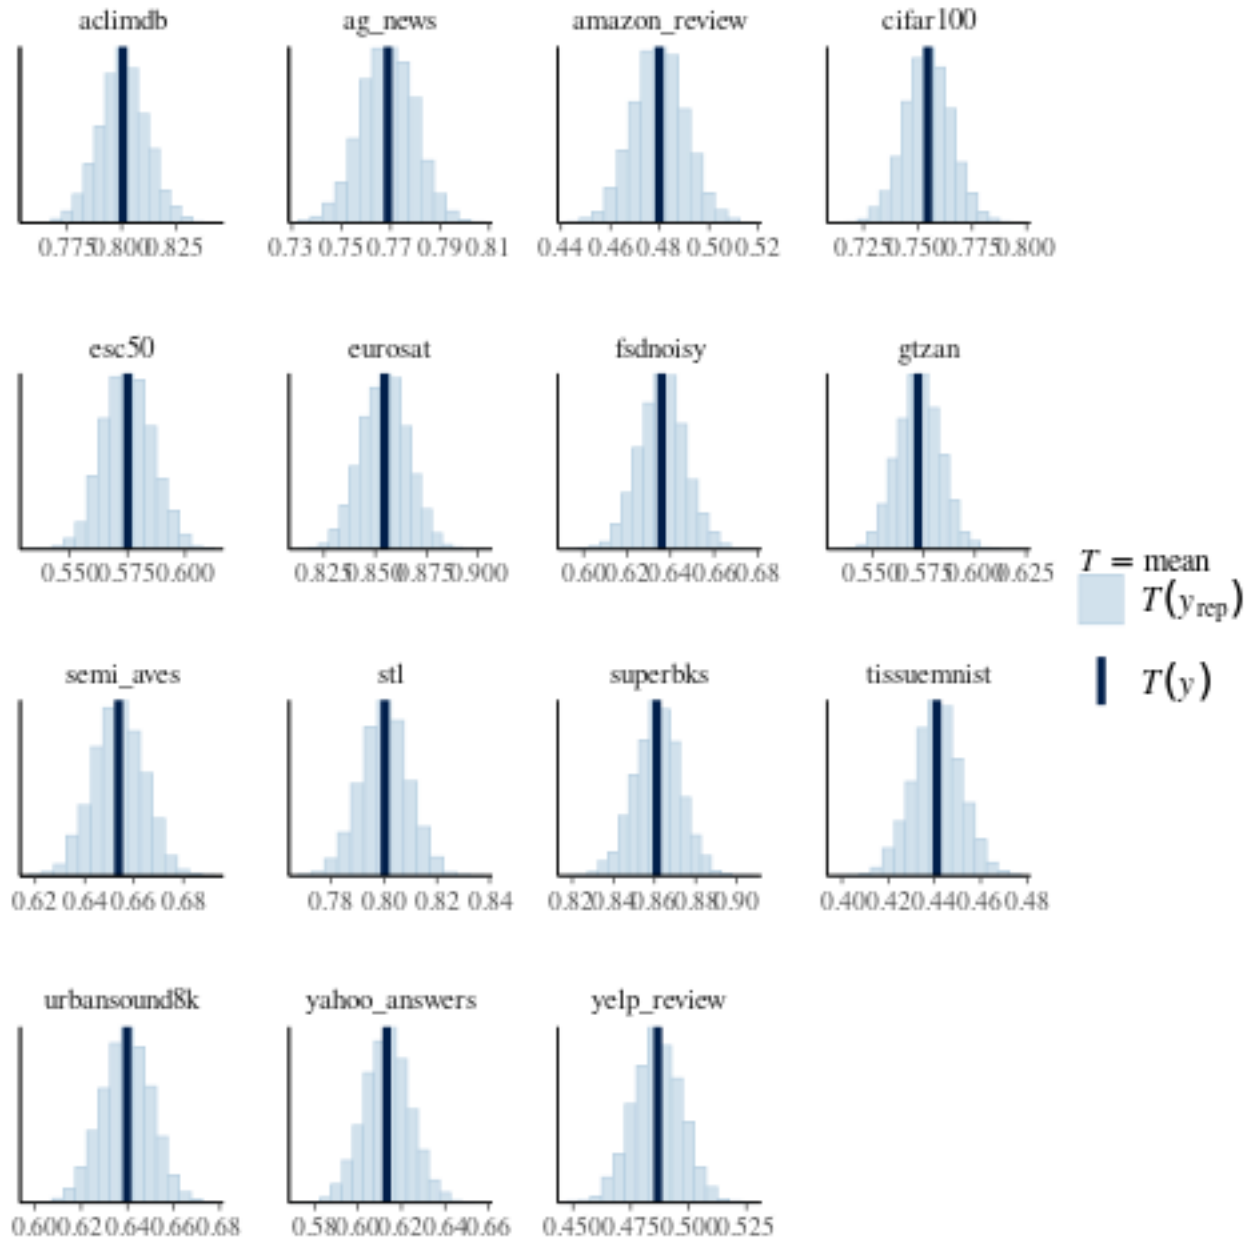 aclimdb ag_news amazon_review cifar100
0.775 0.800 0.825 0.73 0.75 0.77 0.79 0.81 0.44 0.46 0.48 0.50 0.52 0.725 0.750 0.775 0.800
esc50 eurosat fsdnoisy gtzan
0.550 0.575 0.600 0.825 0.850 0.875 0.900 0.60 0.62 0.64 0.66 0.68 0.550 0.575 0.600 0.625
T = mean
T(yrep)
T(y)
semi_aves stl superbks tissuemnist
0.62 0.64 0.66 0.68 0.78 0.80 0.82 0.84 0.82 0.84 0.86 0.88 0.90 0.40 0.42 0.44 0.46 0.48
urbansound8k yahoo_answers yelp_review
0.60 0.62 0.64 0.66 0.68 0.58 0.60 0.62 0.64 0.66 0.450 0.475 0.500 0.525